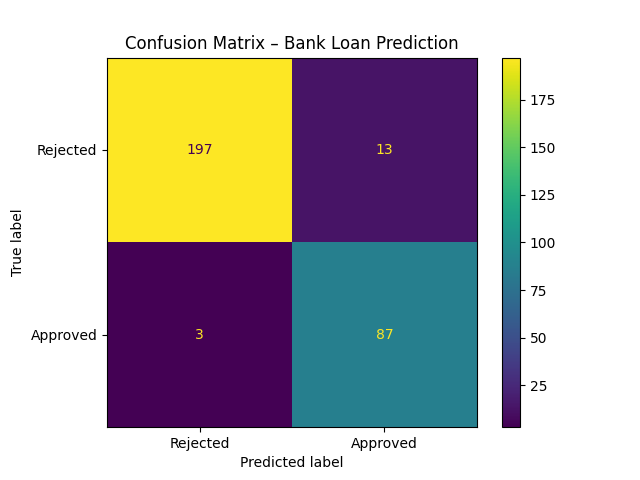 Confusion Matrix – Bank Loan Prediction
True label
Rejected
197
13
Approved
3
87
Rejected
Approved
Predicted label
175
150
125
100
75
50
25